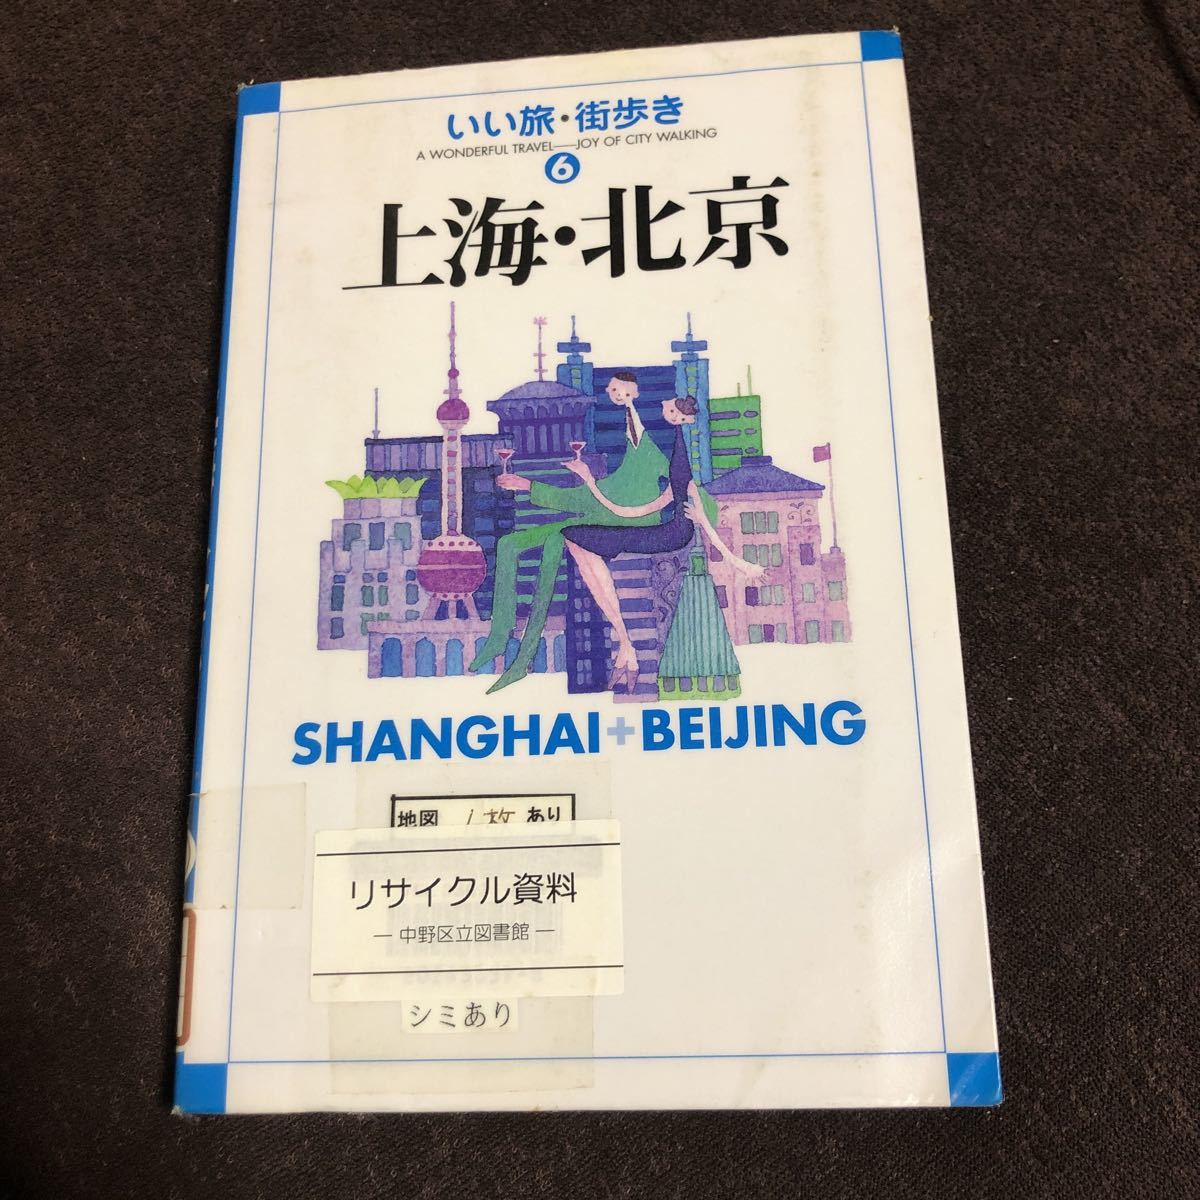 いい旅・街歩き
A WONDERFUL TRAVEL—JOY OF CITY WALKING
6
上海・北京
SHANGHAI+BEIJING
地図 1枚 あり
リサイクル資料
― 中野区立図書館 ―
シミあり